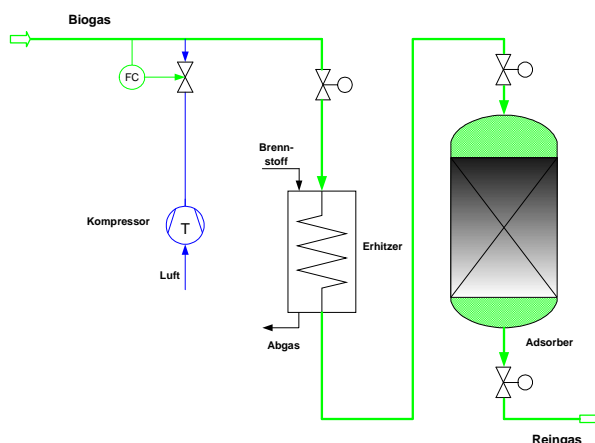 Biogas
FC
Brenn-
stoff
Kompressor
T
Erhitzer
Luft
Abgas
Adsorber
Reingas